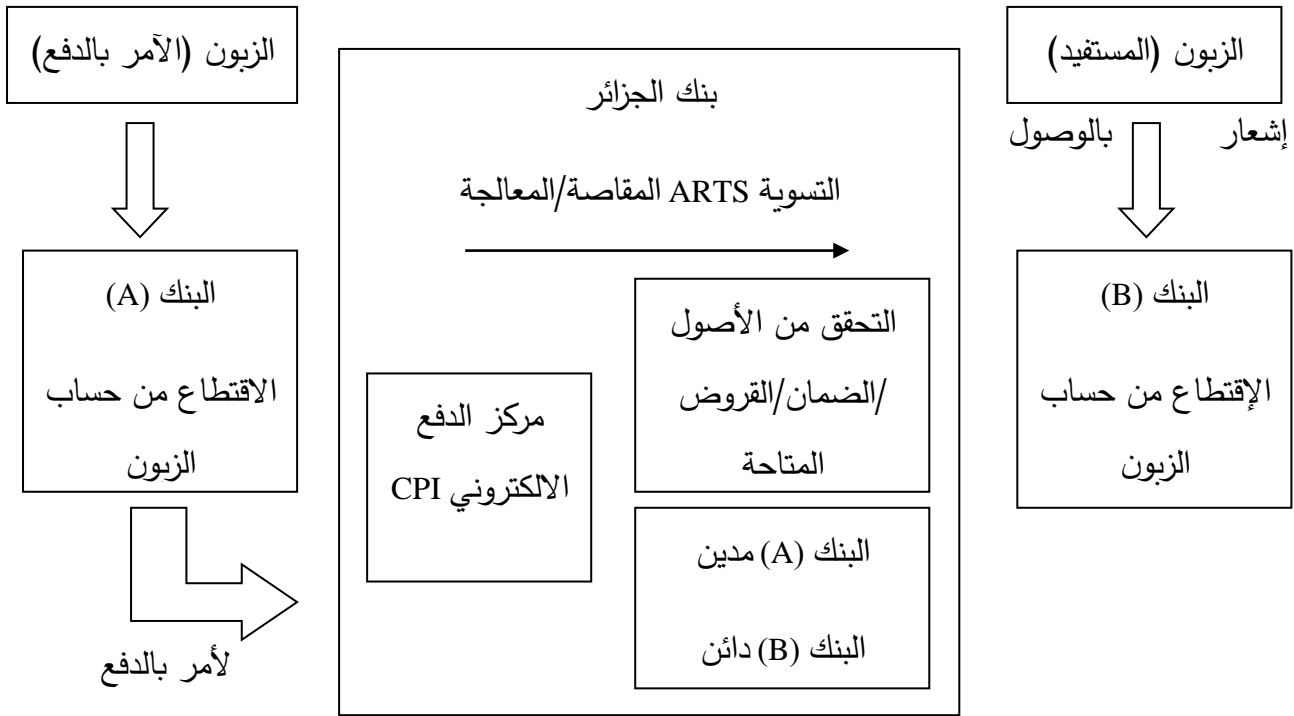 الزبون (المستفيد)
الزبون (الآمر بالدفع)
بنك الجزائر
إشعار بالوصول
التسوية ARTS المقاصة/المعالجة
البنك (B)
الإقتطاع من حساب
الزبون
التحقق من الأصول
/الضمان/القروض
المتاحة
مركز الدفع
الالكتروني CPI
البنك (A)
الاقتطاع من حساب
الزبون
البنك (A) مدين
البنك (B) دائن
لأمر بالدفع